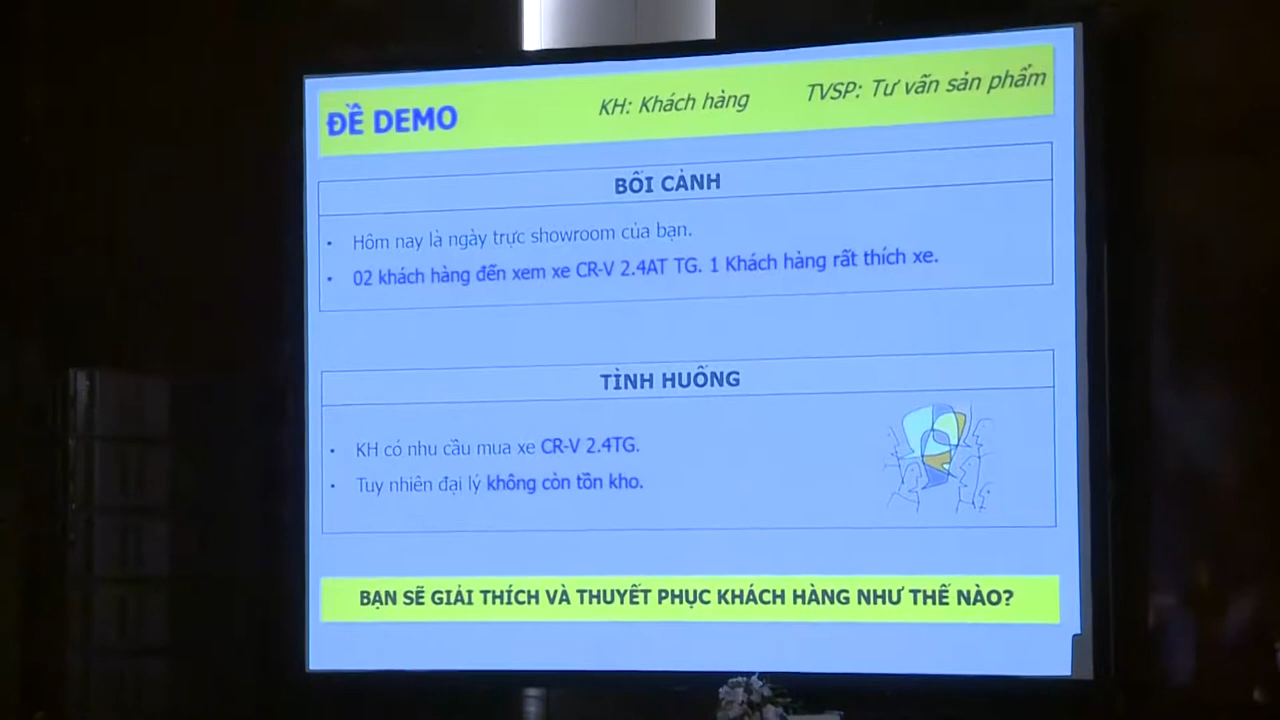 ĐỀ DEMO
KH: Khách hàng
TVSP: Tư vấn sản phẩm
BỐI CẢNH
• Hôm nay là ngày trực showroom của bạn.
• 02 khách hàng đến xem xe CR-V 2.4AT TG. 1 Khách hàng rất thích xe.
TÌNH HUỐNG
• KH có nhu cầu mua xe CR-V 2.4TG.
• Tuy nhiên đại lý không còn tồn kho.
BẠN SẼ GIẢI THÍCH VÀ THUYẾT PHỤC KHÁCH HÀNG NHƯ THẾ NÀO?